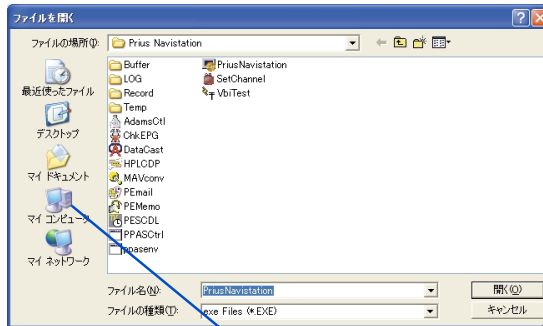 ファイルを開く
ファイルの場所(I):
Prius Navistation
最近使ったファイル
デスクトップ
マイ ドキュメント
マイ コンピュータ
マイ ネットワーク
Buffer
LOG
Record
Temp
AdamsCtl
ChkEPG
DataCast
HPLCDP
MAVconv
PEmail
PEMemo
PESCDL
PPASCtrl
ppasenv
PriusNavistation
SetChannel
VbiTest
ファイル名(N):
PriusNavistation
開く(O)
ファイルの種類(T):
exe Files (*.EXE)
キャンセル